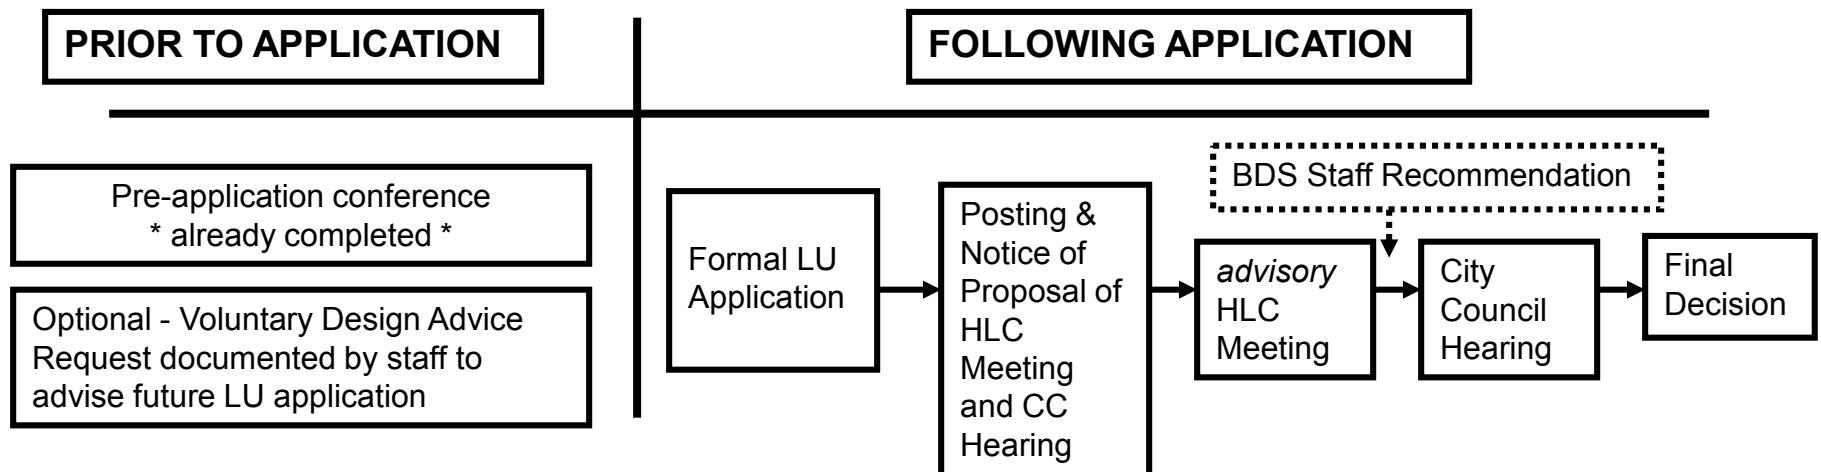 PRIOR TO APPLICATION
FOLLOWING APPLICATION
Pre-application conference
* already completed *
Optional - Voluntary Design Advice
Request documented by staff to
advise future LU application
Formal LU
Application
Posting &
Notice of
Proposal of
HLC
Meeting
and CC
Hearing
BDS Staff Recommendation
advisory
HLC
Meeting
City
Council
Hearing
Final
Decision